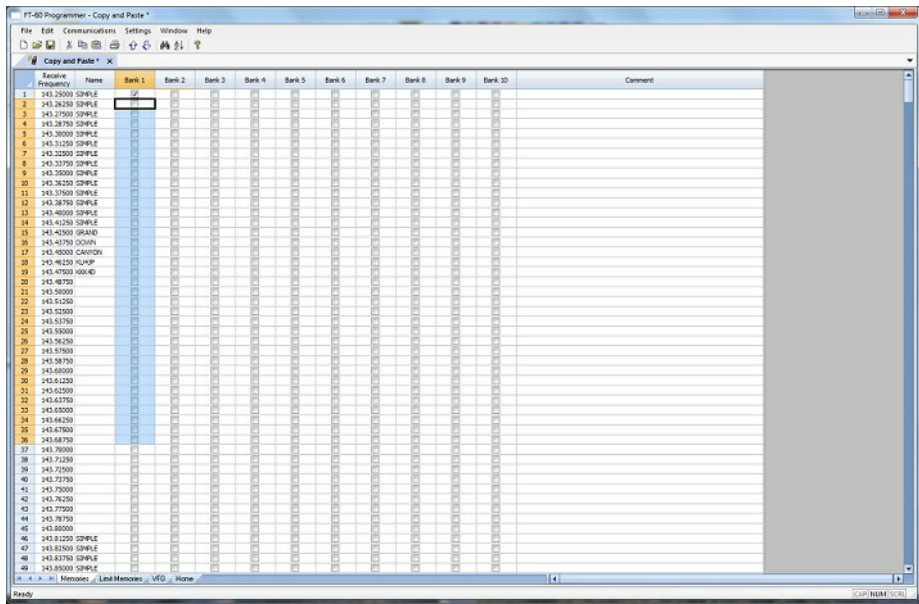 FT-60 Programmer - Copy and Paste *
File Edit Communications Settings Window Help
Copy and Paste * x
Receive Frequency Name Bank 1 Bank 2 Bank 3 Bank 4 Bank 5 Bank 6 Bank 7 Bank 8 Bank 9 Bank 10 Comment
1 143.25000 SIMPLE
2 143.26250 SIMPLE
3 143.27500 SIMPLE
4 143.28750 SIMPLE
5 143.30000 SIMPLE
6 143.31250 SIMPLE
7 143.32500 SIMPLE
8 143.33750 SIMPLE
9 143.35000 SIMPLE
10 143.36250 SIMPLE
11 143.37500 SIMPLE
12 143.38750 SIMPLE
13 143.40000 SIMPLE
14 143.41250 SIMPLE
15 143.42500 GRAND
16 143.43750 DOWN
17 143.45000 CANYON
18 143.46250
19 143.47500
20 143.48750
21 143.50000
22 143.51250
23 143.52500
24 143.53750
25 143.55000
26 143.56250
27 143.57500
28 143.58750
29 143.60000
30 143.61250
31 143.62500
32 143.63750
33 143.65000
34 143.66250
35 143.67500
36 143.68750
37 143.70000
38 143.71250
39 143.72500
40 143.73750
41 143.75000
42 143.76250
43 143.77500
44 143.78750
45 143.80000
46 143.81250 SIMPLE
47 143.82500 SIMPLE
48 143.83750 SIMPLE
49 143.85000 SIMPLE
Memories Limit Memories VFO Home
Ready CAP NUM SCRL